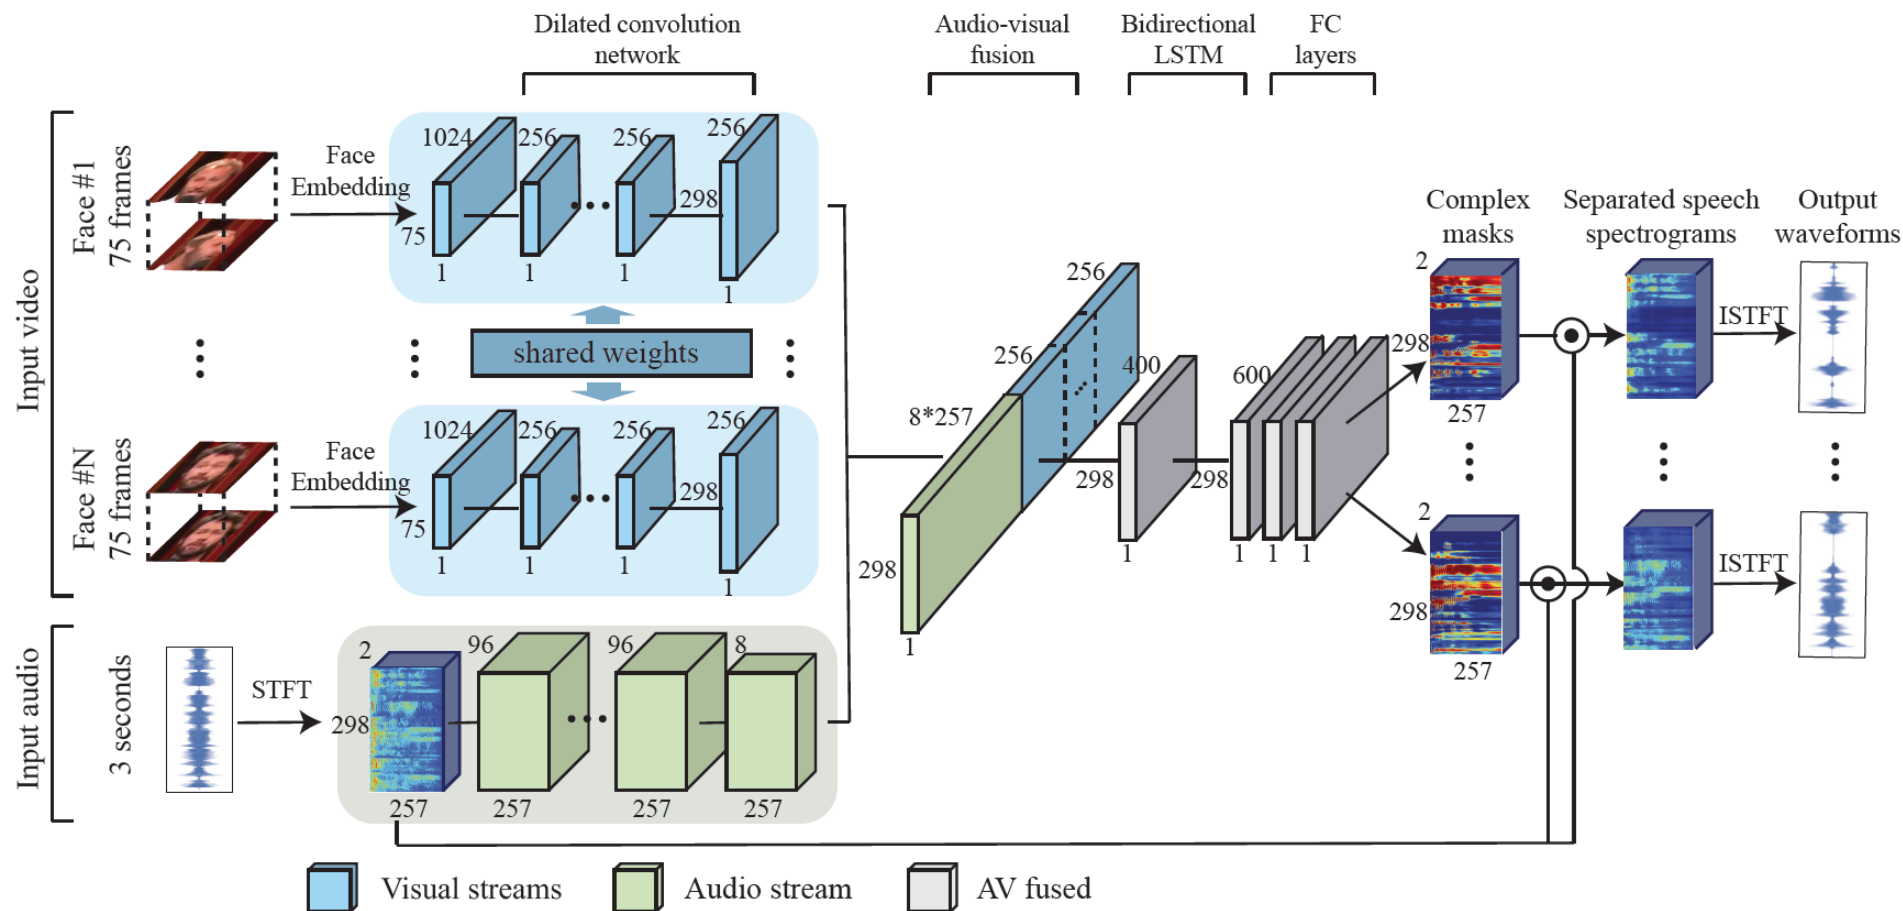 Dilated convolution
network
Audio-visual
fusion
Bidirectional
LSTM
FC
layers
Input video
Face #1
75 frames
Face
Embedding
1024
256
256
256
75
298
1
1
1
1
shared weights
Face #N
75 frames
Face
Embedding
1024
256
256
256
75
298
1
1
1
1
Input audio
3 seconds
STFT
2
96
96
8
298
257
257
257
257
8*257
256
256
298
1
400
298
1
600
298
1
1
1
Complex
masks
Separated speech
spectrograms
Output
waveforms
2
298
257
ISTFT
2
298
257
ISTFT
Visual streams
Audio stream
AV fused